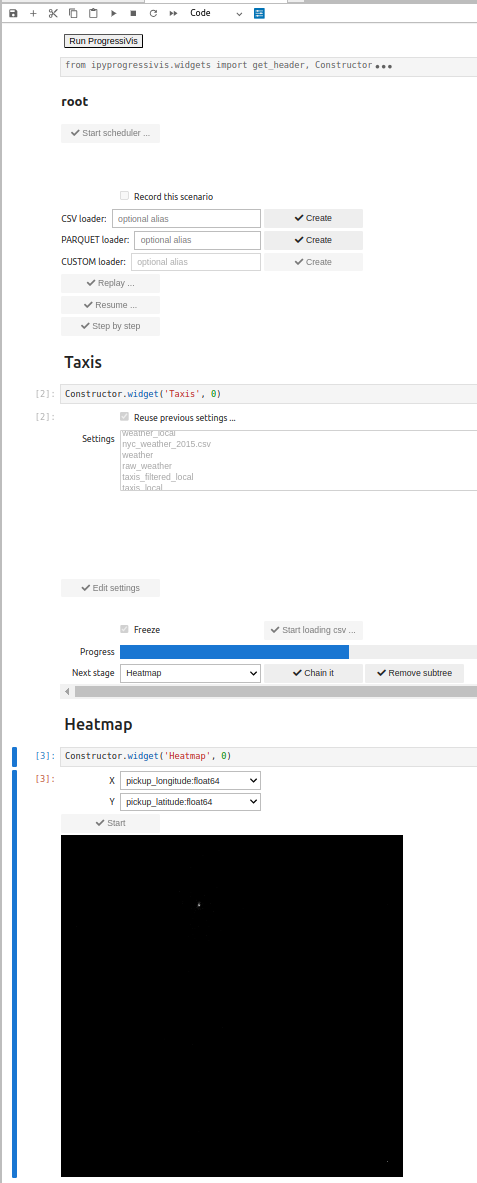 Code
Run ProgressiVis
from ipyprogressivis.widgets import get_header, Constructor •••
root
Start scheduler ...
Record this scenario
CSV loader: optional alias Create
PARQUET loader: optional alias Create
CUSTOM loader: optional alias Create
Replay ...
Resume ...
Step by step
Taxis
[2]: Constructor.widget('Taxis', 0)
[2]: Reuse previous settings ...
Settings weather_local
nyc_weather_2015.csv
weather
raw_weather
taxis_filtered_local
taxis_local
Edit settings
Freeze Start loading csv ...
Progress
Next stage Heatmap Chain it Remove subtree
Heatmap
[3]: Constructor.widget('Heatmap', 0)
[3]: X pickup_longitude:float64
Y pickup_latitude:float64
Start